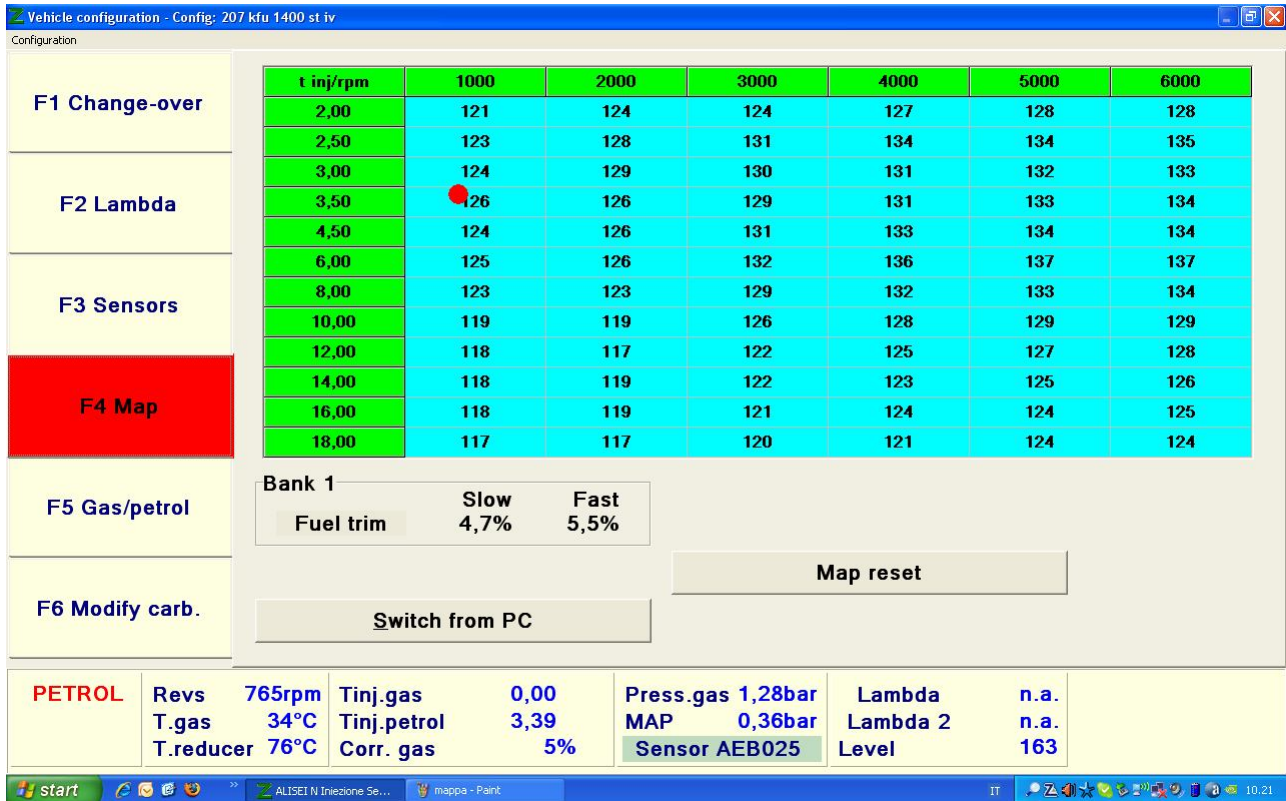 Vehicle configuration - Config: 207 kfu 1400 st iv
Configuration
F1 Change-over
F2 Lambda
F3 Sensors
F4 Map
F5 Gas/petrol
F6 Modify carb.
t inj/rpm 1000 2000 3000 4000 5000 6000
2,00 121 124 124 127 128 128
2,50 123 128 131 134 134 135
3,00 124 129 130 131 132 133
3,50 126 126 129 131 133 134
4,50 124 126 131 133 134 134
6,00 125 126 132 136 137 137
8,00 123 123 129 132 133 134
10,00 119 119 126 128 129 129
12,00 118 117 122 125 127 128
14,00 118 119 122 123 125 126
16,00 118 119 121 124 124 125
18,00 117 117 120 121 124 124
Bank 1
Slow Fast
Fuel trim 4,7% 5,5%
Map reset
Switch from PC
PETROL Revs 765rpm Tinj.gas 0,00 Press.gas 1,28bar Lambda n.a.
T.gas 34°C Tinj.petrol 3,39 MAP 0,36bar Lambda 2 n.a.
T.reducer 76°C Corr. gas 5% Sensor AEB025 Level 163
start ALISEI N Iniezione Se... mappa - Paint IT 10.21